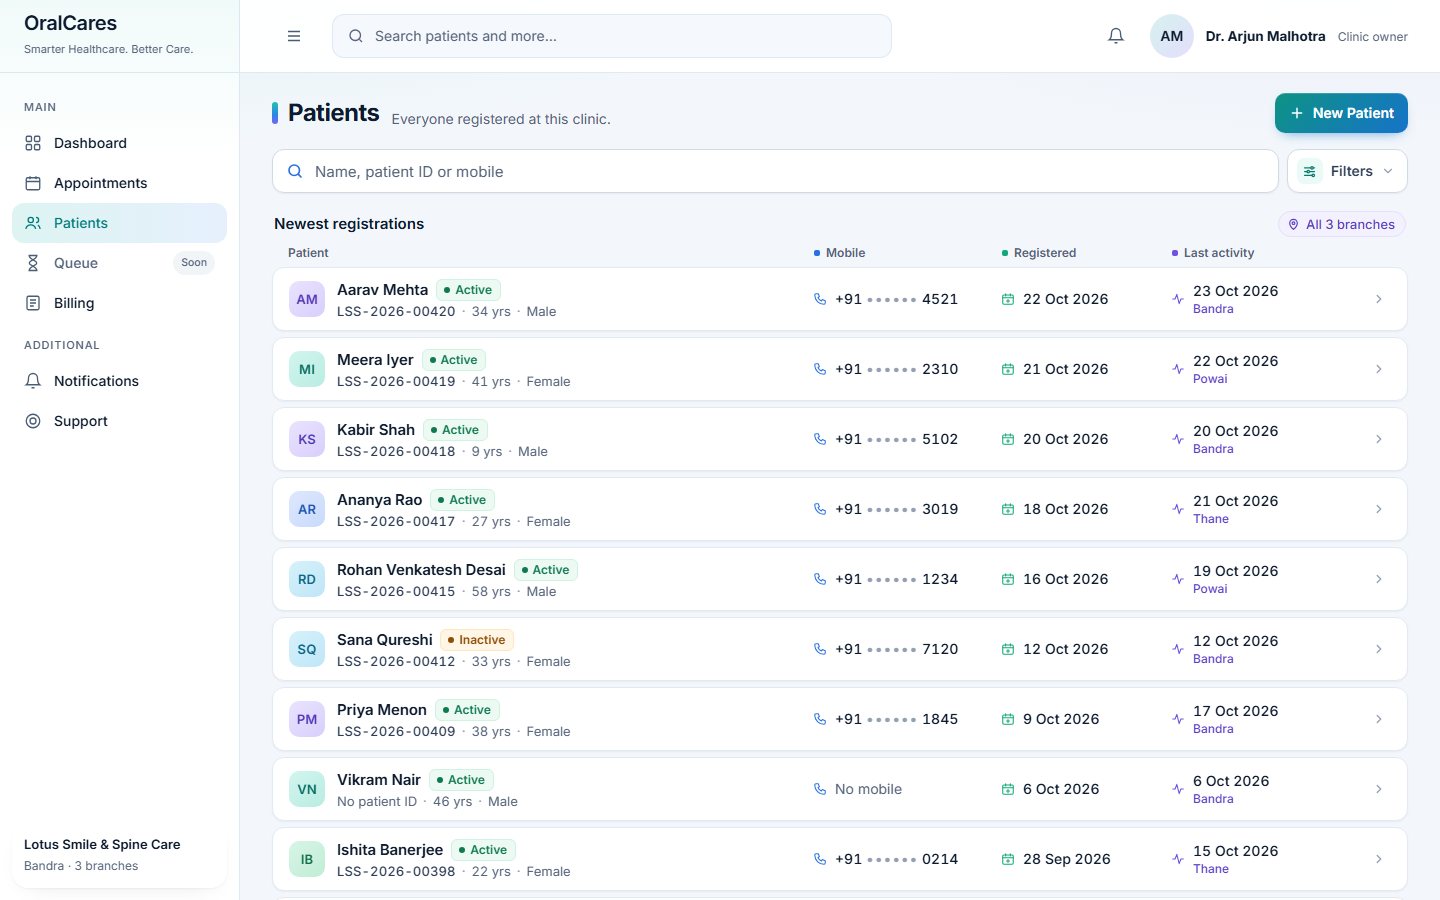 OralCares
Smarter Healthcare. Better Care.
Search patients and more...
AM
Dr. Arjun Malhotra
Clinic owner
MAIN
Dashboard
Appointments
Patients
Queue
Soon
Billing
ADDITIONAL
Notifications
Support
Lotus Smile & Spine Care
Bandra · 3 branches
Patients
Everyone registered at this clinic.
+ New Patient
Name, patient ID or mobile
Filters
Newest registrations
All 3 branches
Patient
Mobile
Registered
Last activity
AM
Aarav Mehta
Active
LSS-2026-00420 · 34 yrs · Male
+91 •••••• 4521
22 Oct 2026
23 Oct 2026
Bandra
MI
Meera Iyer
Active
LSS-2026-00419 · 41 yrs · Female
+91 •••••• 2310
21 Oct 2026
22 Oct 2026
Powai
KS
Kabir Shah
Active
LSS-2026-00418 · 9 yrs · Male
+91 •••••• 5102
20 Oct 2026
20 Oct 2026
Bandra
AR
Ananya Rao
Active
LSS-2026-00417 · 27 yrs · Female
+91 •••••• 3019
18 Oct 2026
21 Oct 2026
Thane
RD
Rohan Venkatesh Desai
Active
LSS-2026-00415 · 58 yrs · Male
+91 •••••• 1234
16 Oct 2026
19 Oct 2026
Powai
SQ
Sana Qureshi
Inactive
LSS-2026-00412 · 33 yrs · Female
+91 •••••• 7120
12 Oct 2026
12 Oct 2026
Bandra
PM
Priya Menon
Active
LSS-2026-00409 · 38 yrs · Female
+91 •••••• 1845
9 Oct 2026
17 Oct 2026
Bandra
VN
Vikram Nair
Active
No patient ID · 46 yrs · Male
No mobile
6 Oct 2026
6 Oct 2026
Bandra
IB
Ishita Banerjee
Active
LSS-2026-00398 · 22 yrs · Female
+91 •••••• 0214
28 Sep 2026
15 Oct 2026
Thane